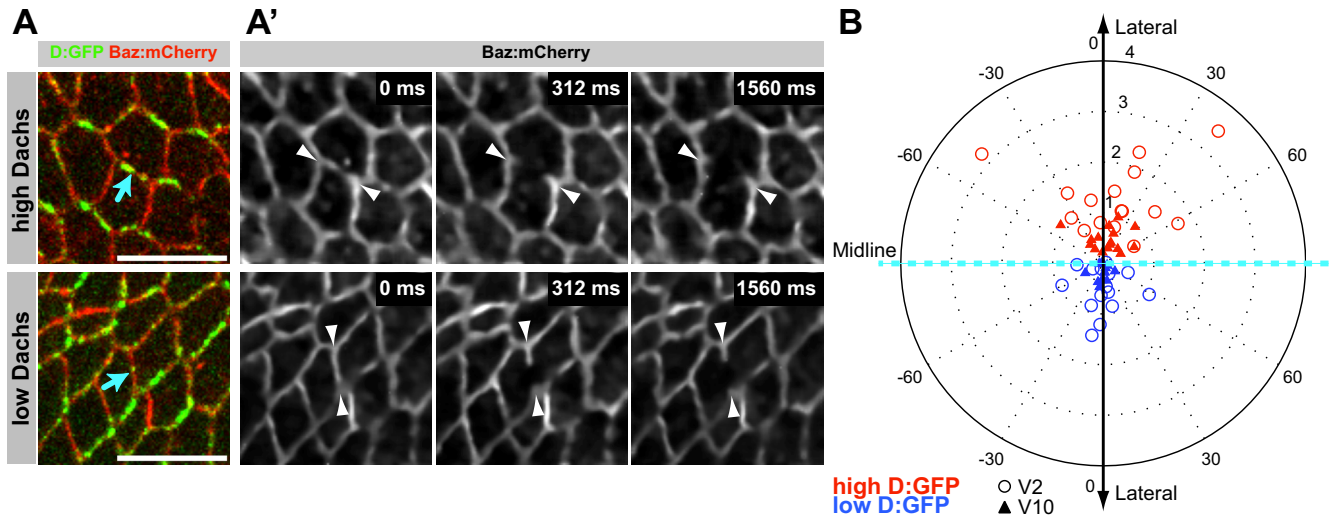 A
A'
B
D:GFP Baz:mCherry
Baz:mCherry
high Dachs
0 ms
312 ms
1560 ms
low Dachs
0 ms
312 ms
1560 ms
Lateral
0
4
-30
30
3
-60
60
2
1
Midline
-60
60
-30
30
0
Lateral
high D:GFP
low D:GFP
V2
V10